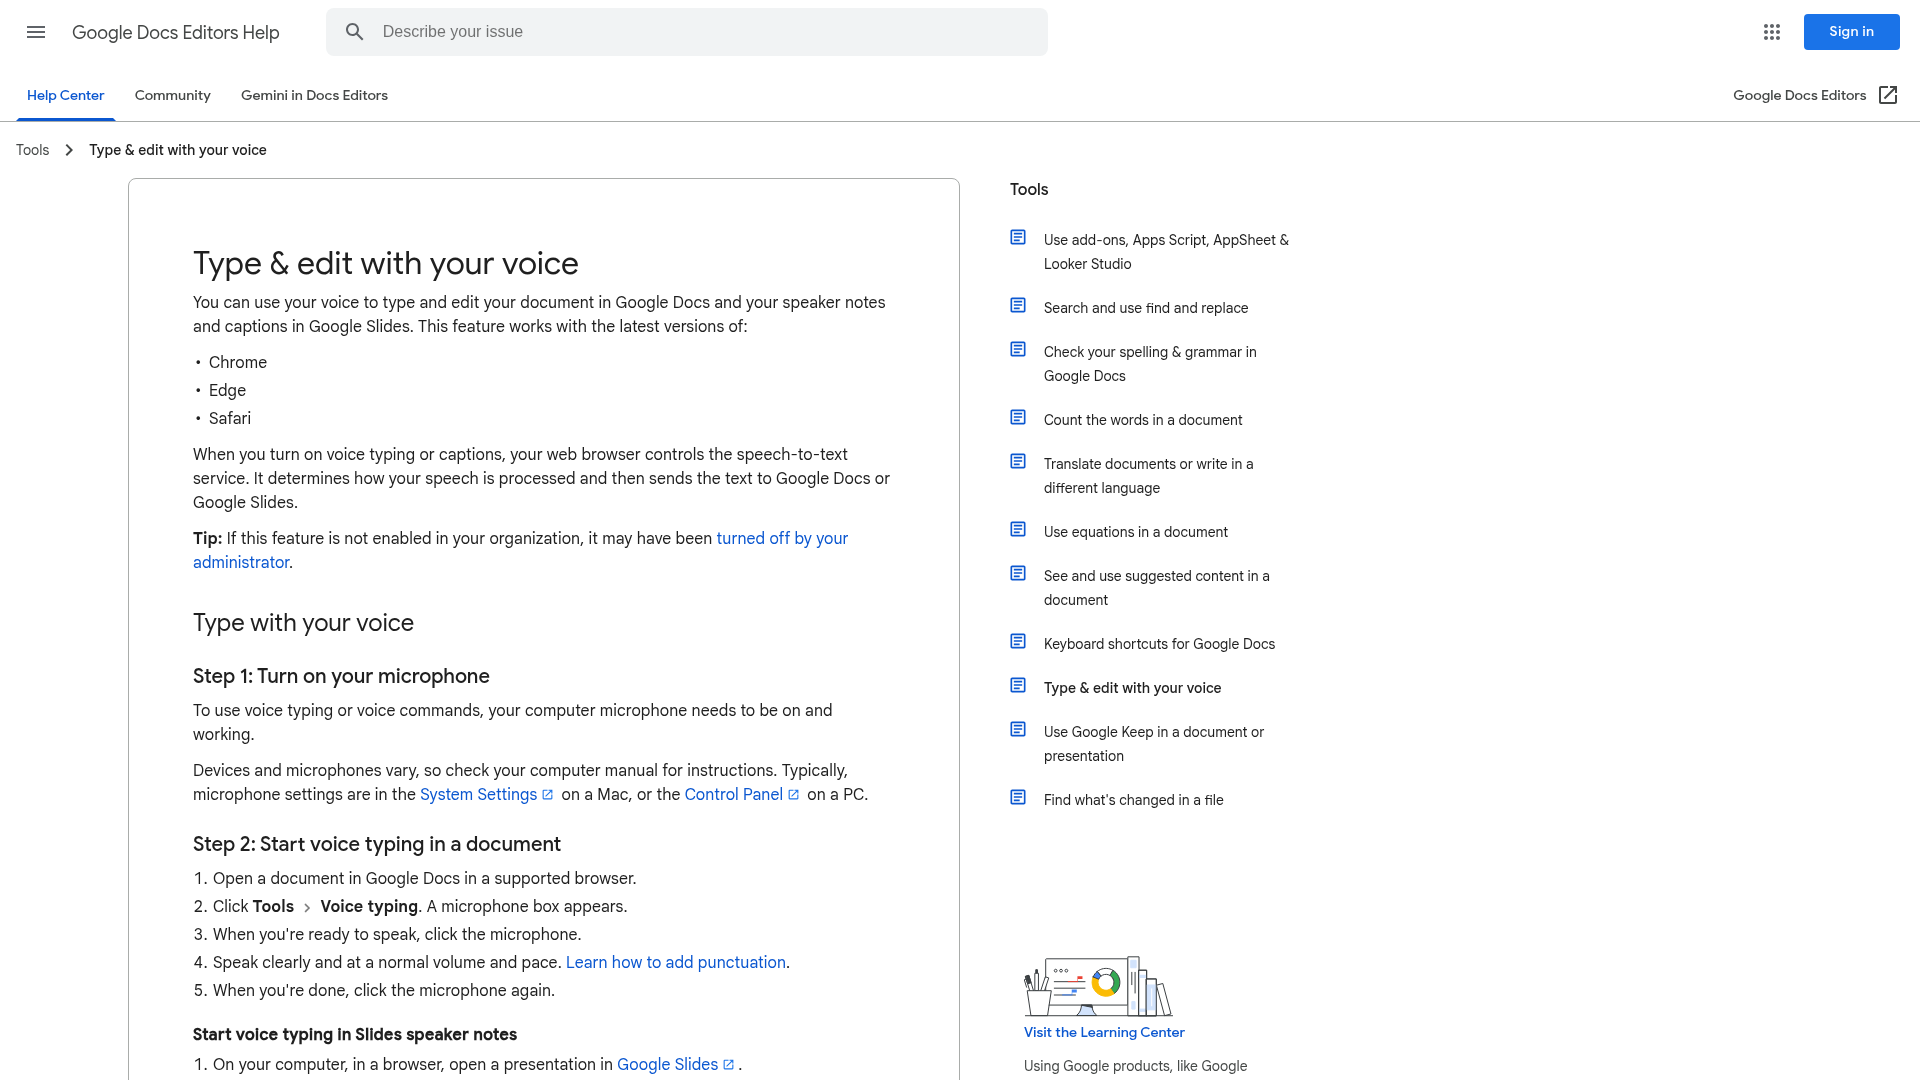 Google Docs Editors Help
Describe your issue
Sign in
Help Center
Community
Gemini in Docs Editors
Google Docs Editors
Tools
Type & edit with your voice
Type & edit with your voice
You can use your voice to type and edit your document in Google Docs and your speaker notes
and captions in Google Slides. This feature works with the latest versions of:
• Chrome
• Edge
• Safari
When you turn on voice typing or captions, your web browser controls the speech-to-text
service. It determines how your speech is processed and then sends the text to Google Docs or
Google Slides.
Tip: If this feature is not enabled in your organization, it may have been turned off by your
administrator.
Type with your voice
Step 1: Turn on your microphone
To use voice typing or voice commands, your computer microphone needs to be on and
working.
Devices and microphones vary, so check your computer manual for instructions. Typically,
microphone settings are in the System Settings on a Mac, or the Control Panel on a PC.
Step 2: Start voice typing in a document
1. Open a document in Google Docs in a supported browser.
2. Click Tools > Voice typing. A microphone box appears.
3. When you're ready to speak, click the microphone.
4. Speak clearly and at a normal volume and pace. Learn how to add punctuation.
5. When you're done, click the microphone again.
Start voice typing in Slides speaker notes
1. On your computer, in a browser, open a presentation in Google Slides .
Tools
Use add-ons, Apps Script, AppSheet &
Looker Studio
Search and use find and replace
Check your spelling & grammar in
Google Docs
Count the words in a document
Translate documents or write in a
different language
Use equations in a document
See and use suggested content in a
document
Keyboard shortcuts for Google Docs
Type & edit with your voice
Use Google Keep in a document or
presentation
Find what's changed in a file
Visit the Learning Center
Using Google products, like Google